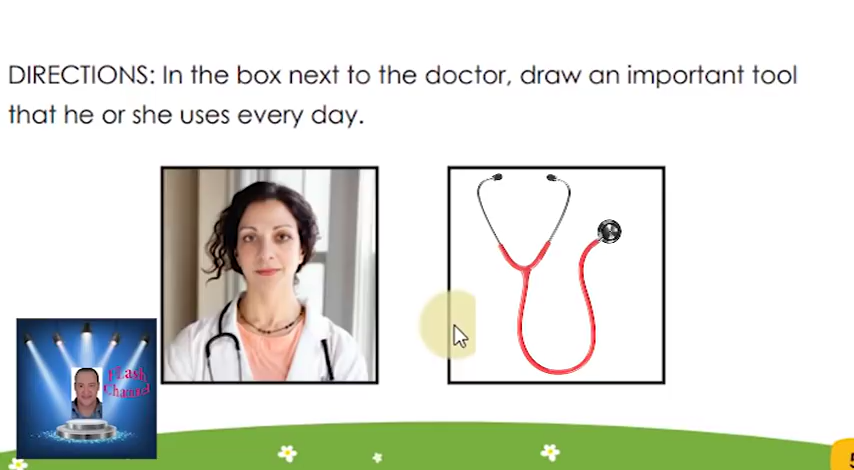 DIRECTIONS: In the box next to the doctor, draw an important tool
that he or she uses every day.
FLash
Channel
5